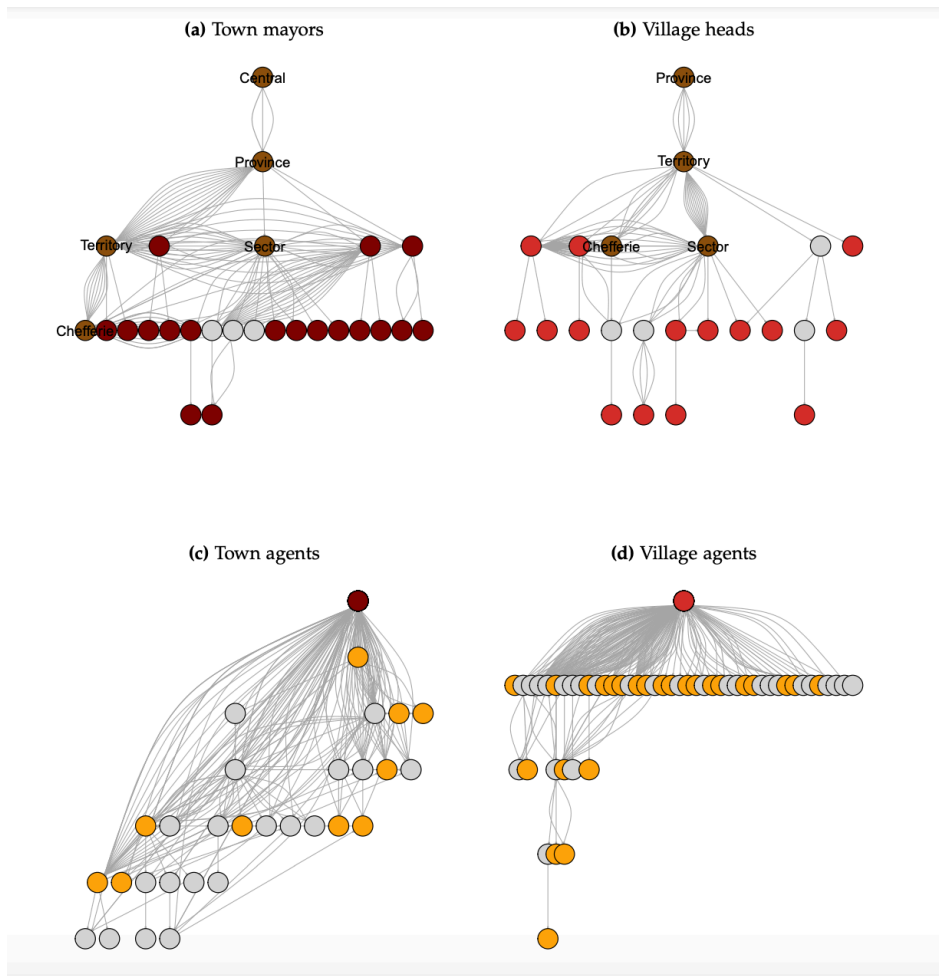 (a) Town mayors
(b) Village heads
Central
Province
Territory
Sector
Chefferie
Province
Territory
Chefferie
Sector
(c) Town agents
(d) Village agents